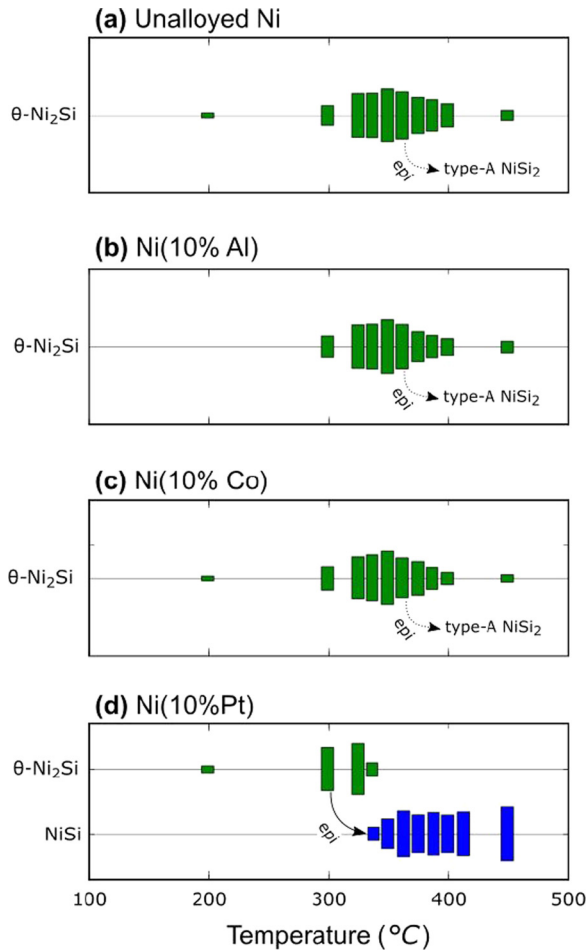 (a) Unalloyed Ni
θ-Ni₂Si
epi
type-A NiSi₂
(b) Ni(10% Al)
θ-Ni₂Si
epi
type-A NiSi₂
(c) Ni(10% Co)
θ-Ni₂Si
epi
type-A NiSi₂
(d) Ni(10%Pt)
θ-Ni₂Si
NiSi
epi
100 200 300 400 500
Temperature (°C)